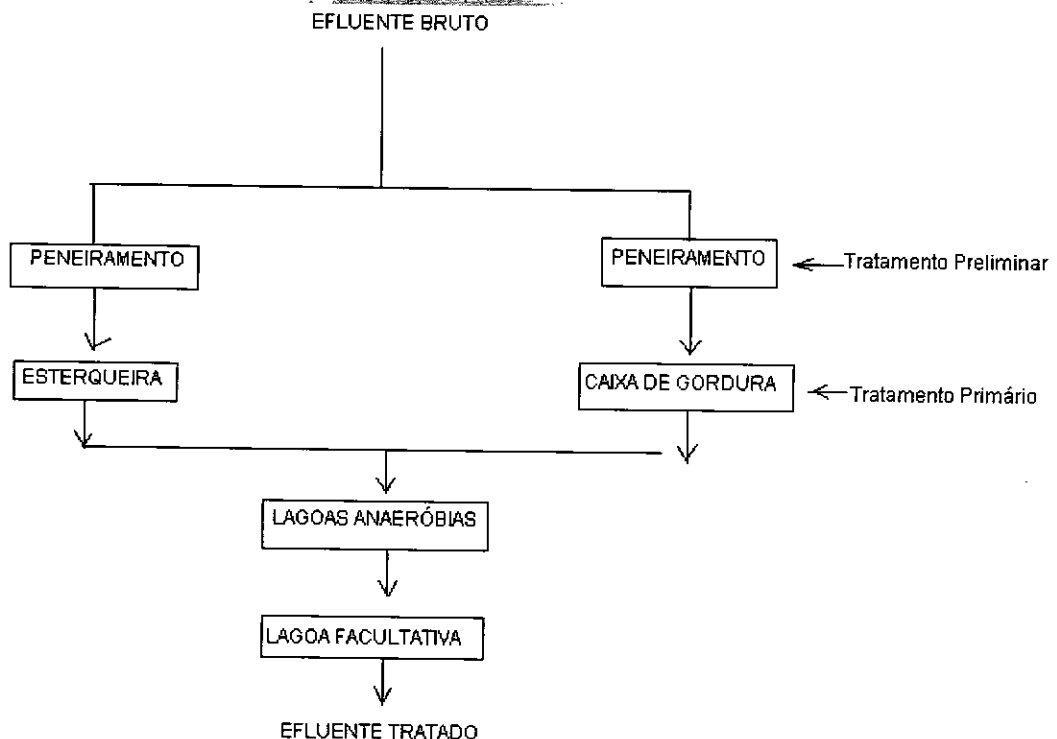 EFLUENTE BRUTO
PENEIRAMENTO
PENEIRAMENTO
Tratamento Preliminar
ESTERQUEIRA
CAIXA DE GORDURA
Tratamento Primário
LAGOAS ANAERÓBIAS
LAGOA FACULTATIVA
EFLUENTE TRATADO